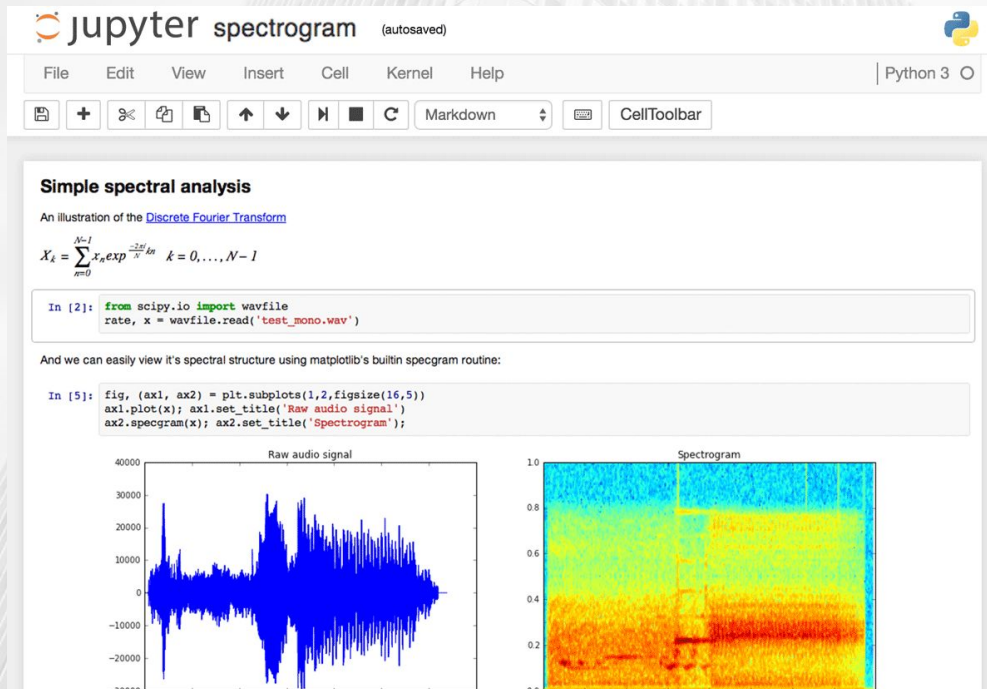 jupyter spectrogram (autosaved)
File Edit View Insert Cell Kernel Help Python 3
Markdown CellToolbar
Simple spectral analysis
An illustration of the Discrete Fourier Transform
N-1
Xk = ∑ xn exp -2πi/N kn k = 0, . . . , N - 1
n=0
In [2]: from scipy.io import wavfile
rate, x = wavfile.read('test_mono.wav')
And we can easily view it's spectral structure using matplotlib's builtin specgram routine:
In [5]: fig, (ax1, ax2) = plt.subplots(1,2,figsize(16,5))
ax1.plot(x); ax1.set_title('Raw audio signal')
ax2.specgram(x); ax2.set_title('Spectrogram');
Raw audio signal
40000
30000
20000
10000
0
-10000
-20000
Spectrogram
1.0
0.8
0.6
0.4
0.2